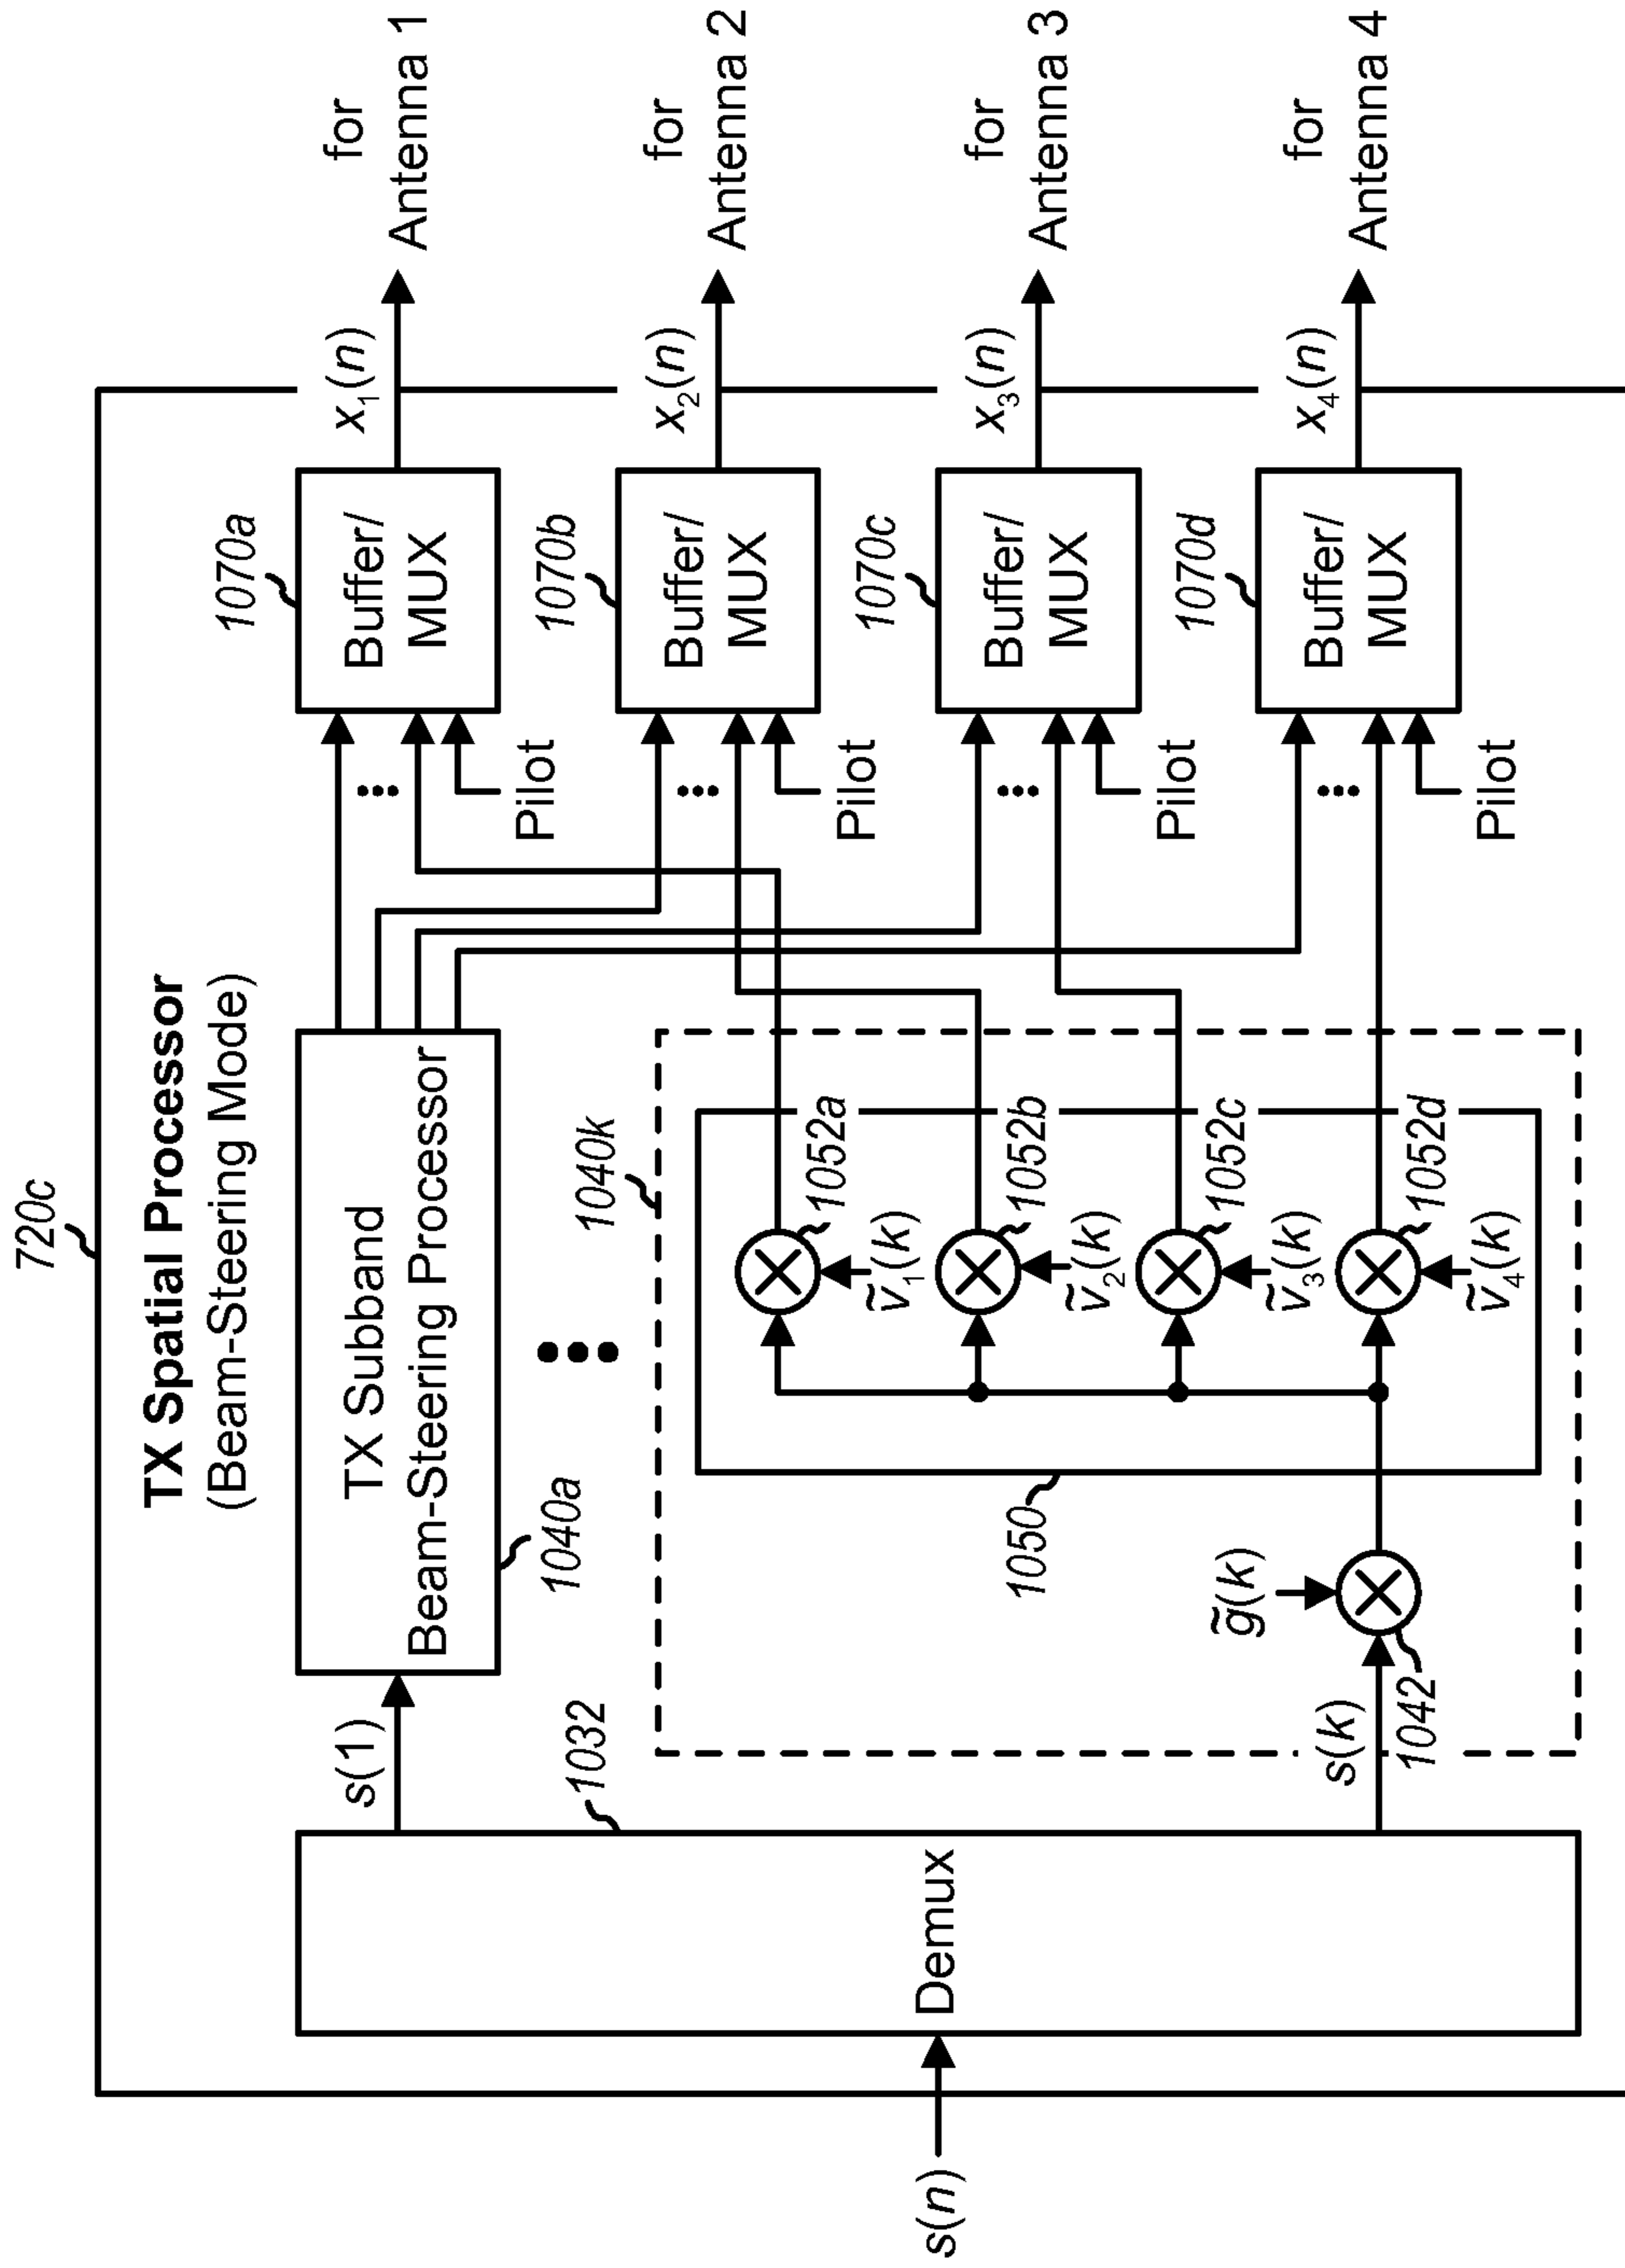 720c
TX Spatial Processor
(Beam-Steering Mode)
s(n)
Demux
1032
s(1)
TX Subband
Beam-Steering Processor
1040a
1040k
s(k)
1042
g̃(k)
1050
1052a
ṽ₁(k)
1052b
ṽ₂(k)
1052c
ṽ₃(k)
1052d
ṽ₄(k)
1070a
Buffer/
MUX
Pilot
x₁(n)
for
Antenna 1
1070b
Buffer/
MUX
Pilot
x₂(n)
for
Antenna 2
1070c
Buffer/
MUX
Pilot
x₃(n)
for
Antenna 3
1070d
Buffer/
MUX
Pilot
x₄(n)
for
Antenna 4